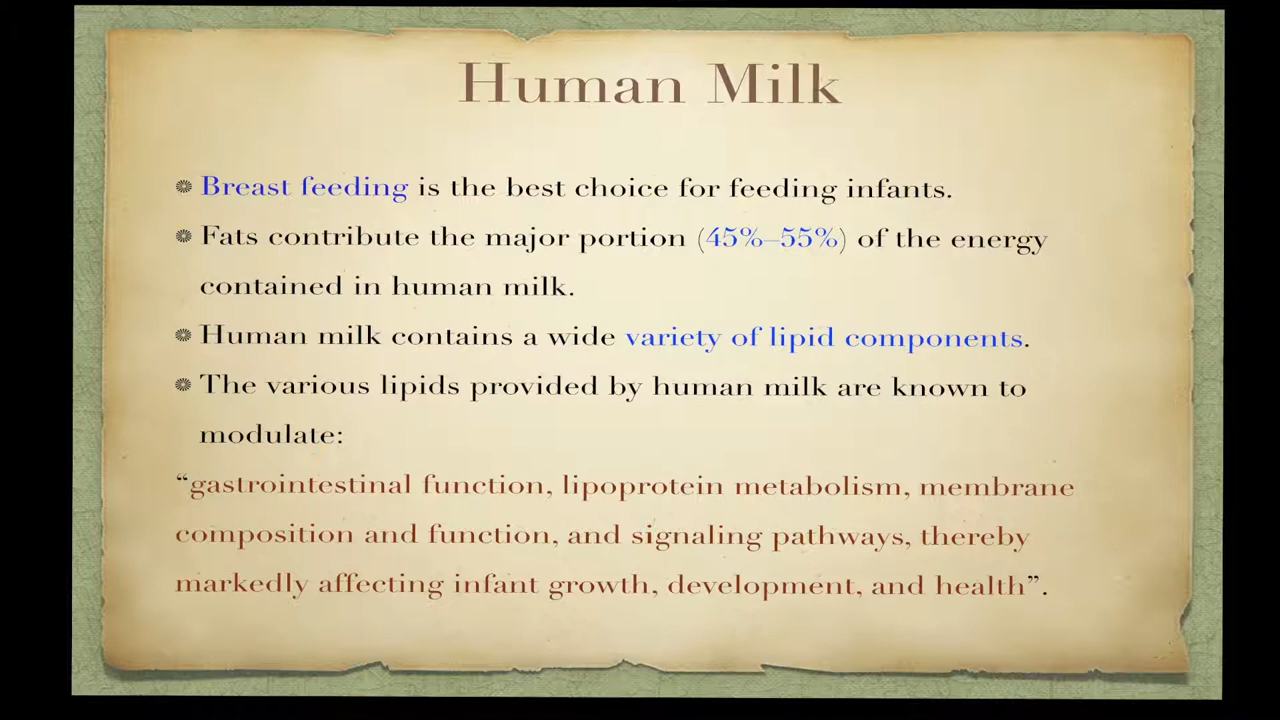 Human Milk
Breast feeding is the best choice for feeding infants.
Fats contribute the major portion (45%–55%) of the energy
contained in human milk.
Human milk contains a wide variety of lipid components.
The various lipids provided by human milk are known to
modulate:
“gastrointestinal function, lipoprotein metabolism, membrane
composition and function, and signaling pathways, thereby
markedly affecting infant growth, development, and health”.